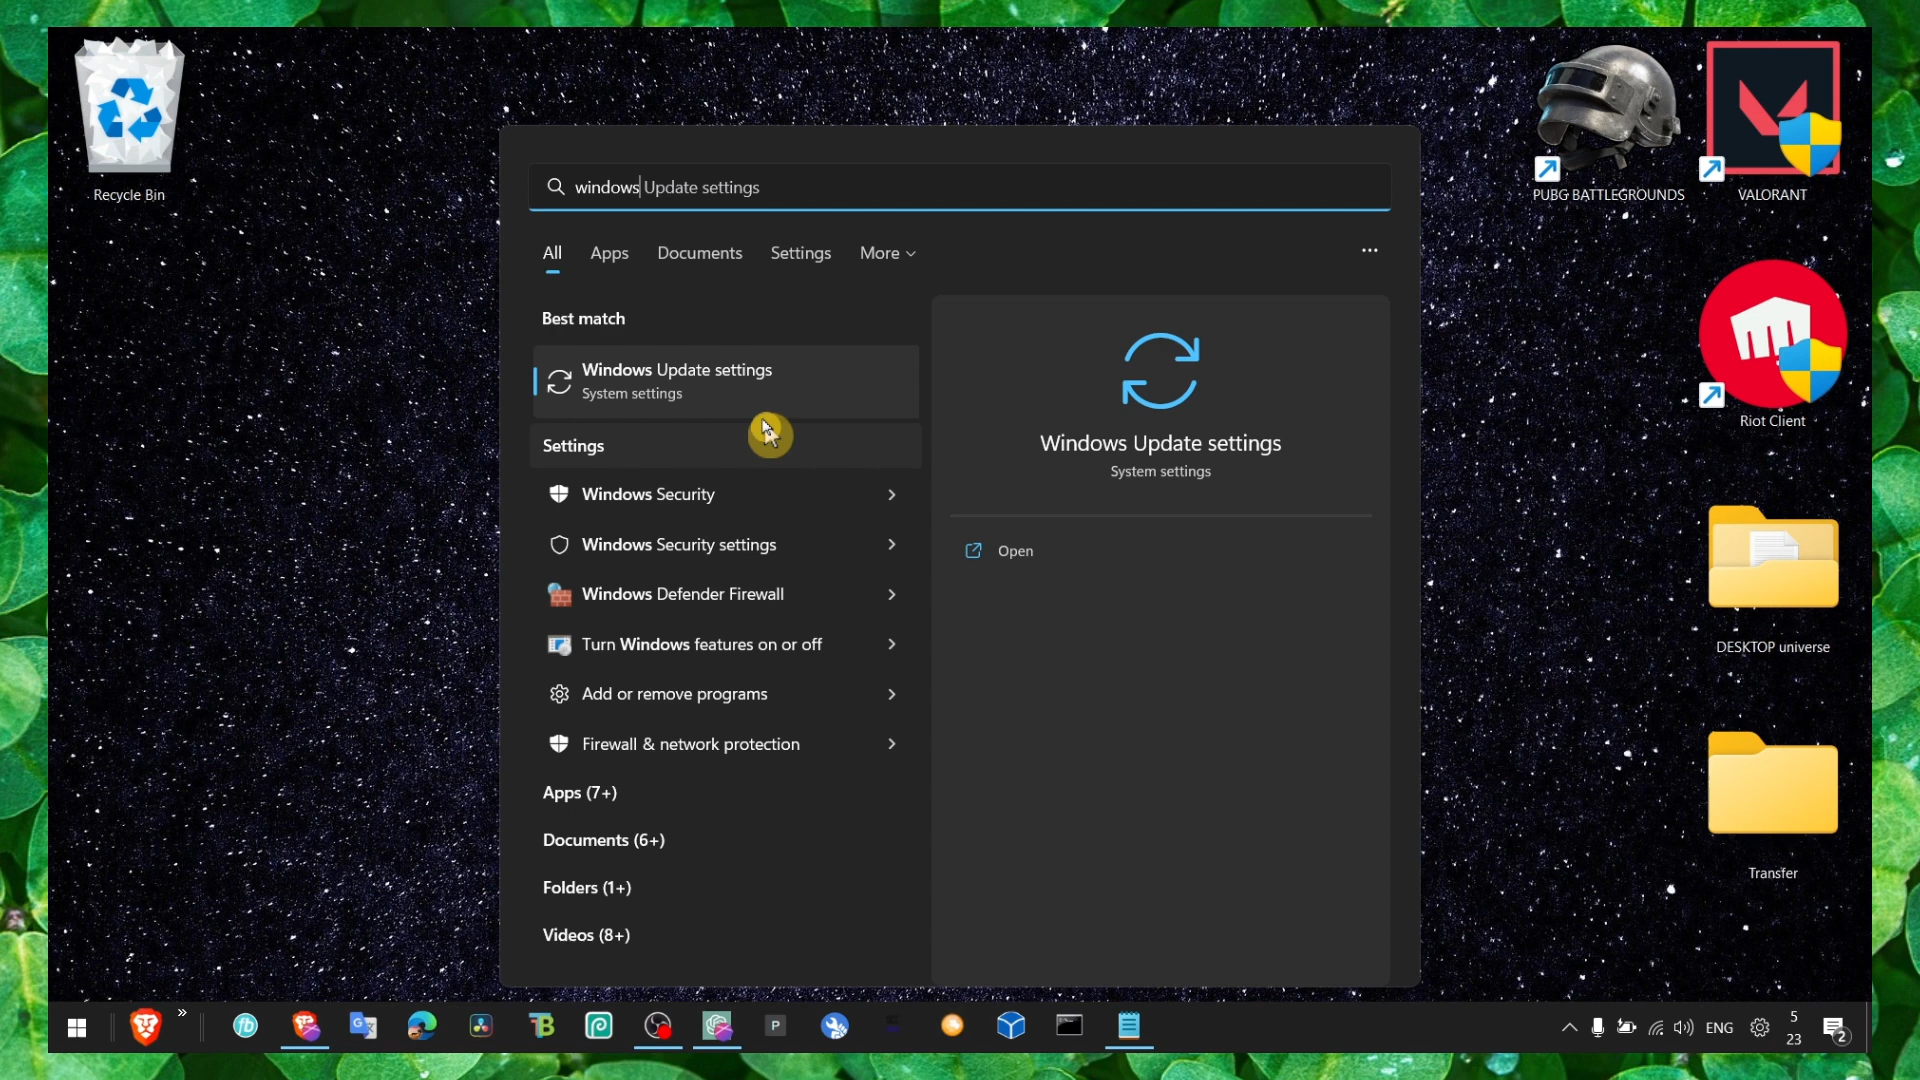 Recycle Bin
PUBG BATTLEGROUNDS
VALORANT
windows Update settings
All Apps Documents Settings More
Best match
Windows Update settings
System settings
Settings
Windows Security
Windows Security settings
Windows Defender Firewall
Turn Windows features on or off
Add or remove programs
Firewall & network protection
Apps (7+)
Documents (6+)
Folders (1+)
Videos (8+)
Windows Update settings
System settings
Open
Riot Client
DESKTOP universe
Transfer
fb
TB
P
ENG
5
23
2